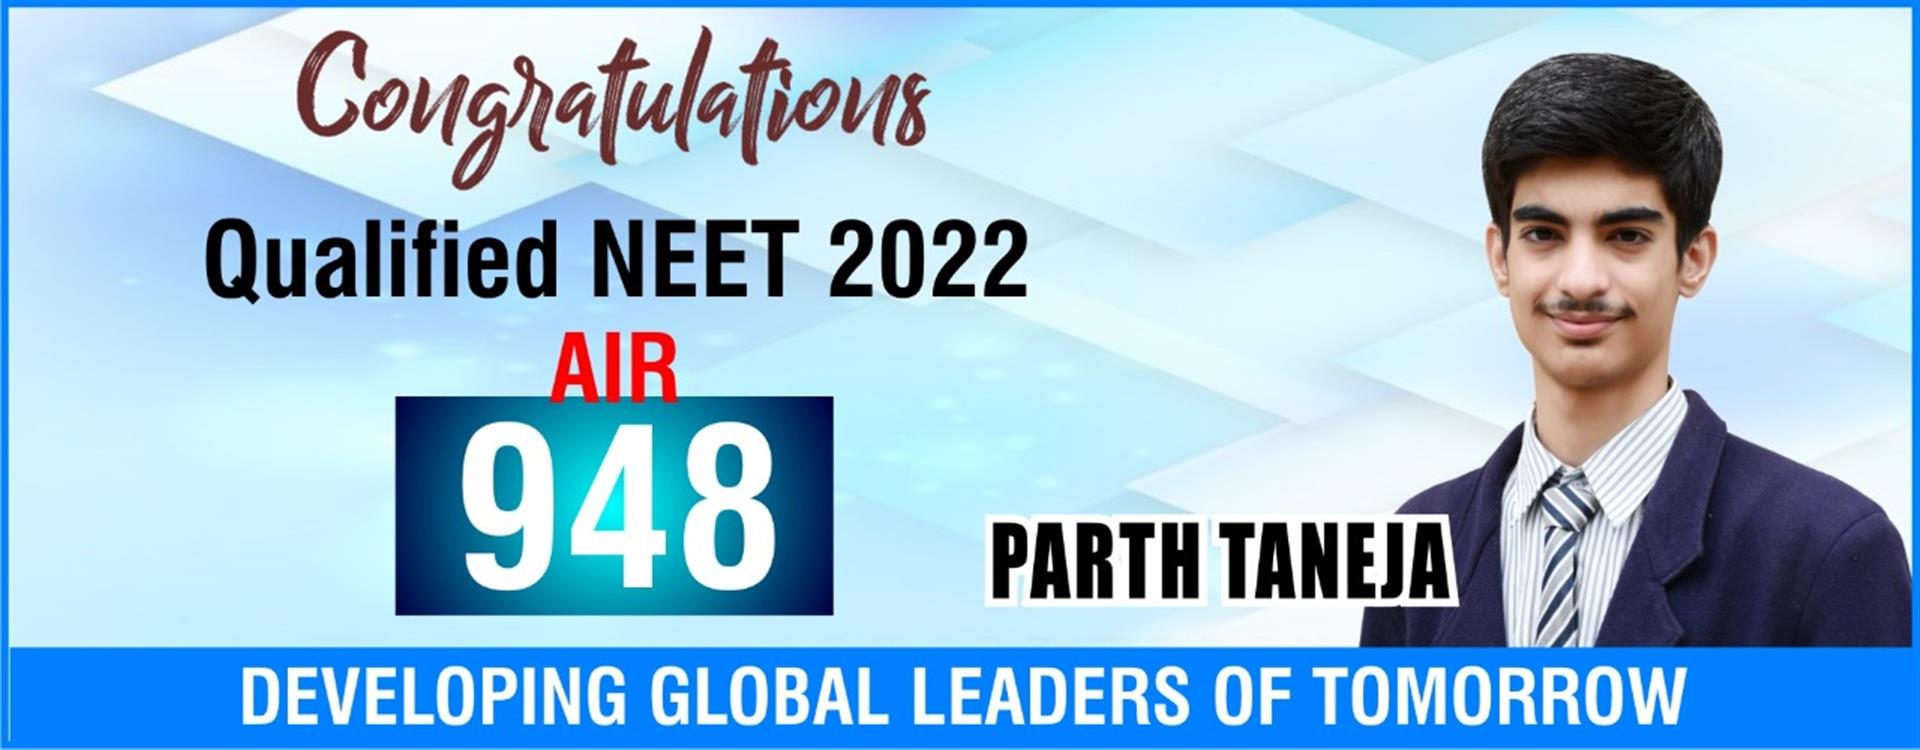 Congratulations
Qualified NEET 2022
AIR
948
PARTH TANEJA
DEVELOPING GLOBAL LEADERS OF TOMORROW